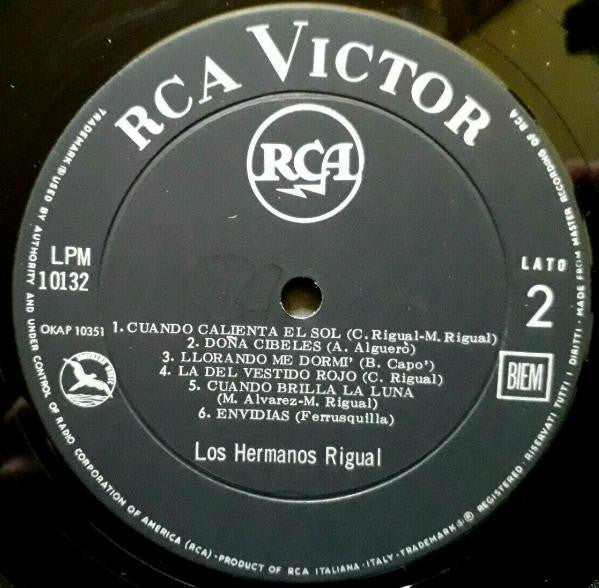 RCA VICTOR
RCA
LPM
10132
OKAP 10351
LATO
2
BIEM
1. CUANDO CALIENTA EL SOL (C. Rigual-M. Rigual)
2. DOÑA CIBELES (A. Algueró)
3. LLORANDO ME DORMI' (B. Capo')
4. LA DEL VESTIDO ROJO (C. Rigual)
5. CUANDO BRILLA LA LUNA
(M. Alvarez-M. Rigual)
6. ENVIDIAS (Ferrusquilla)
Los Hermanos Rigual
TRADEMARK ® USED BY AUTHORITY AND UNDER CONTROL OF RADIO CORPORATION OF AMERICA (RCA) - PRODUCT OF RCA ITALIANA - ITALY - TRADEMARK S ® REGISTERED - RISERVATI TUTTI I DIRITTI - MADE FROM MASTER RECORDING OF RCA